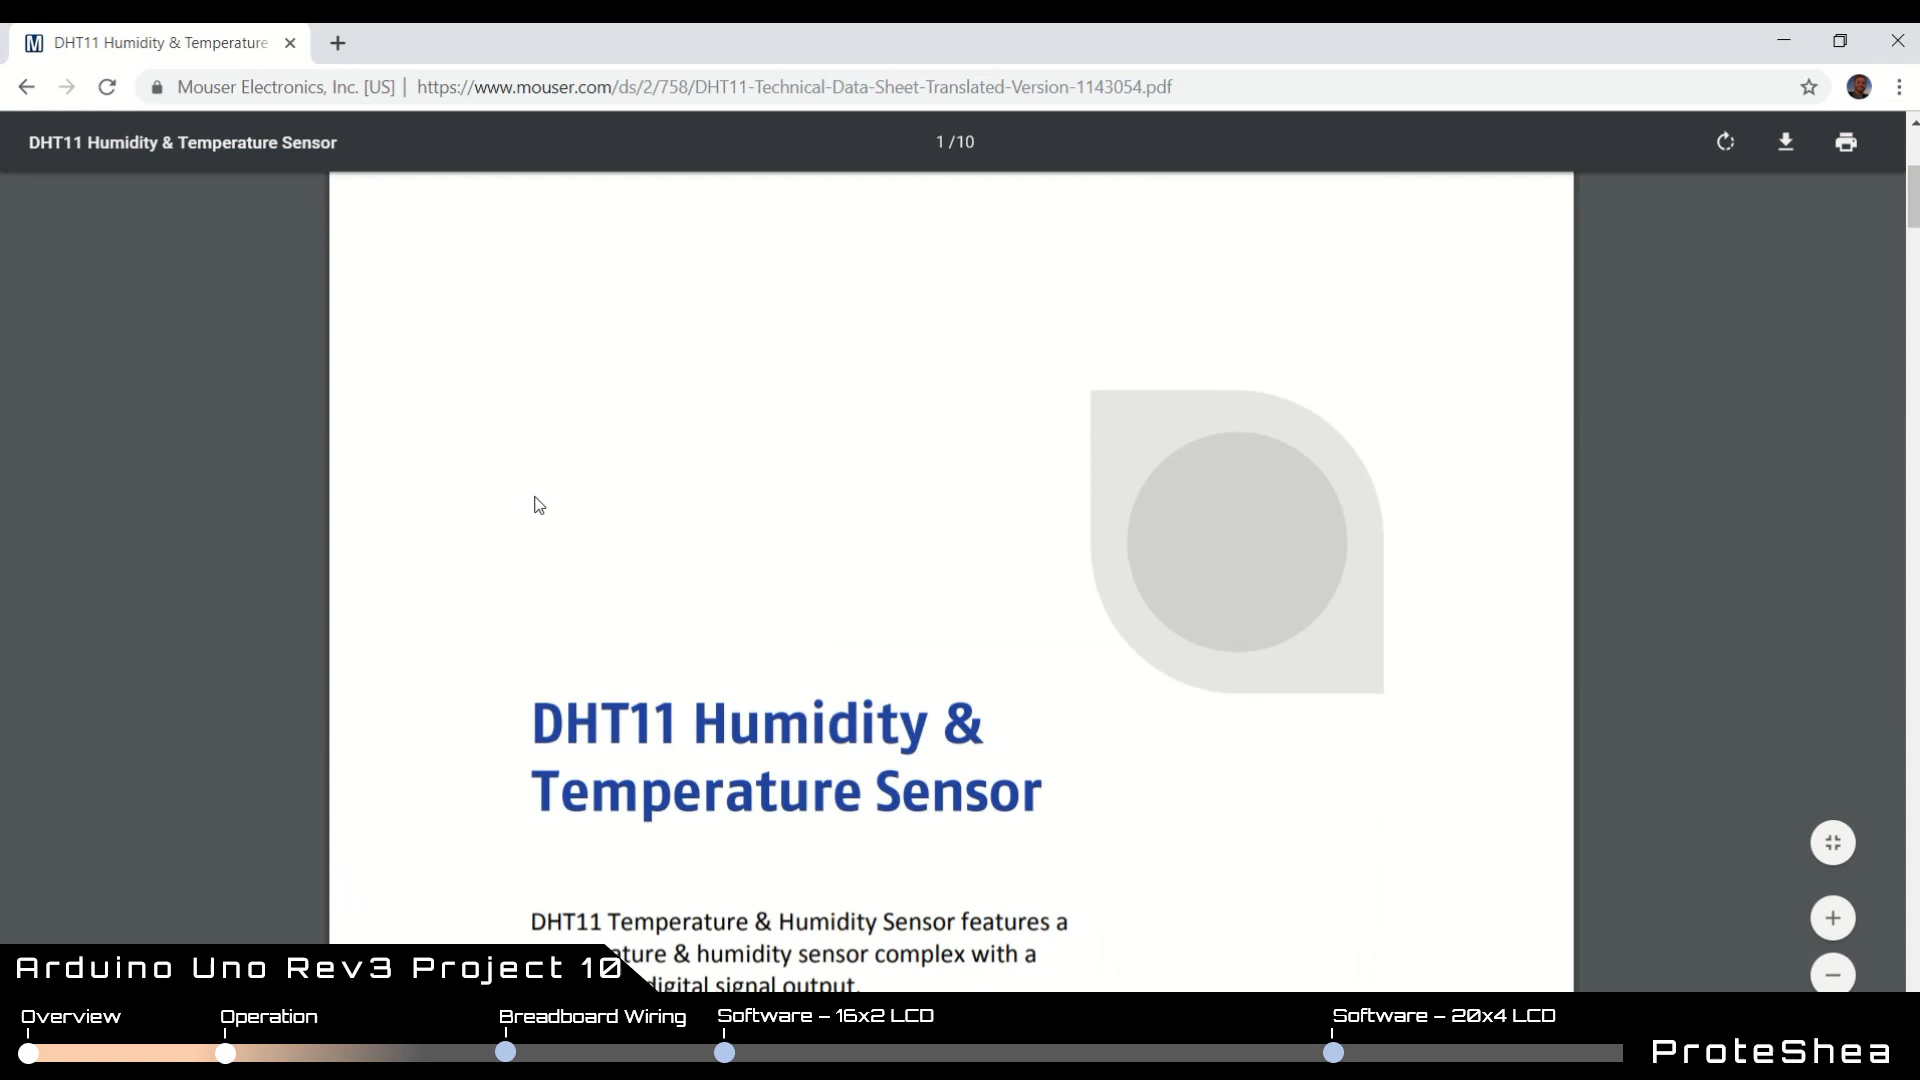 M DHT11 Humidity & Temperature
Mouser Electronics, Inc. [US] | https://www.mouser.com/ds/2/758/DHT11-Technical-Data-Sheet-Translated-Version-1143054.pdf
DHT11 Humidity & Temperature Sensor
1 / 10
DHT11 Humidity &
Temperature Sensor
DHT11 Temperature & Humidity Sensor features a
ature & humidity sensor complex with a
digital signal output.
Arduino Uno Rev3 Project 10
Overview
Operation
Breadboard Wiring
Software – 16x2 LCD
Software – 20x4 LCD
ProteShea